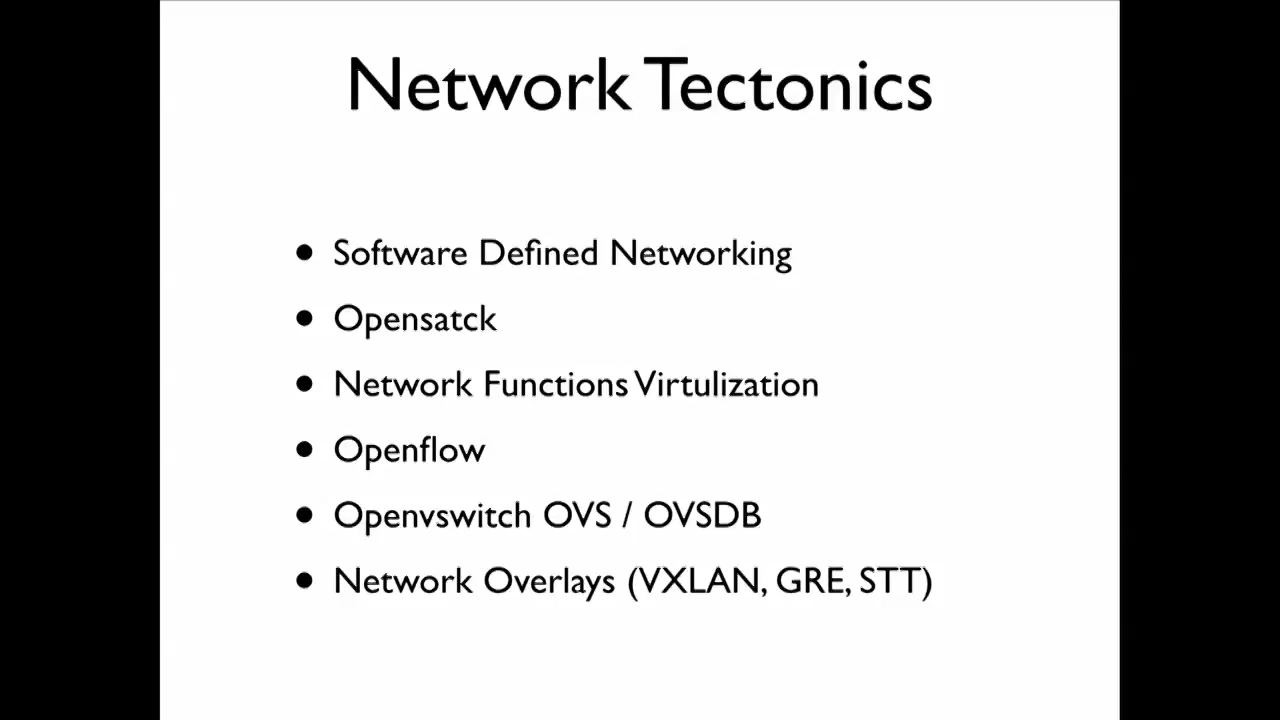 Network Tectonics
• Software Defined Networking
• Opensatck
• Network Functions Virtulization
• Openflow
• Openvswitch OVS / OVSDB
• Network Overlays (VXLAN, GRE, STT)